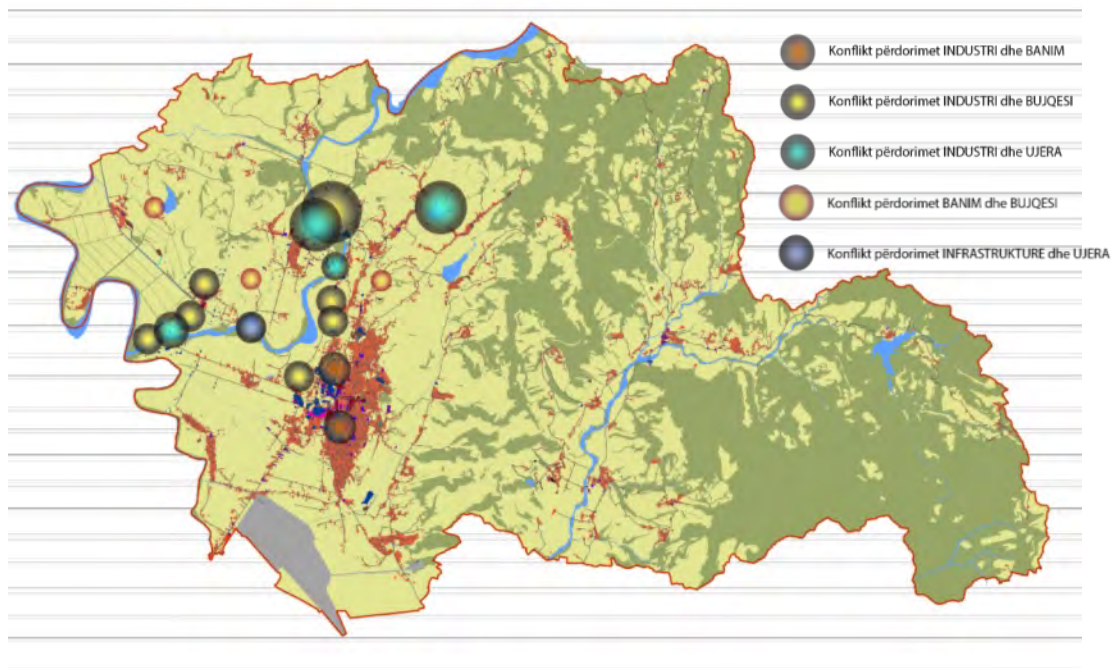 Konflikt përdorimet INDUSTRI dhe BANIM
Konflikt përdorimet INDUSTRI dhe BUJQESI
Konflikt përdorimet INDUSTRI dhe UJERA
Konflikt përdorimet BANIM dhe BUJQESI
Konflikt përdorimet INFRASTRUKTURE dhe UJERA